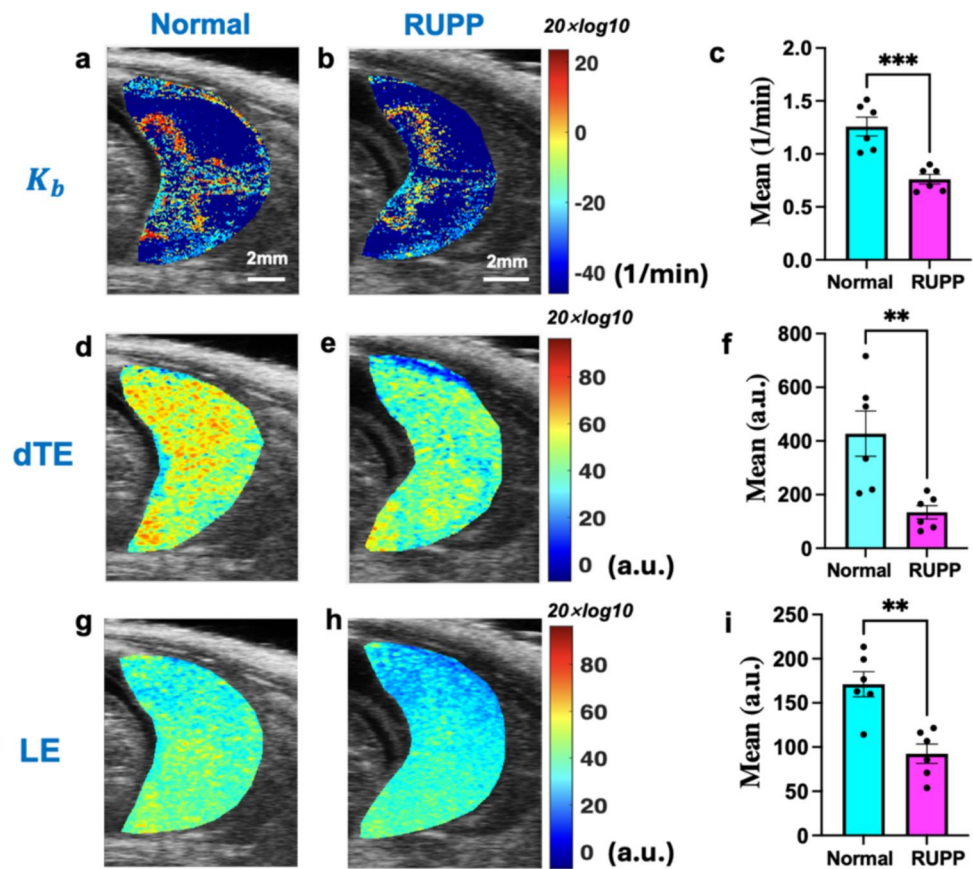 Normal
RUPP
20×log10
a
b
c
K_b
2mm
2mm
20
0
-20
-40
(1/min)
Mean (1/min)
2.0
1.5
1.0
0.5
0.0
***
Normal
RUPP
20×log10
d
e
f
dTE
80
60
40
20
0
(a.u.)
Mean (a.u.)
800
600
400
200
0
**
Normal
RUPP
20×log10
g
h
i
LE
80
60
40
20
0
(a.u.)
Mean (a.u.)
250
200
150
100
50
0
**
Normal
RUPP